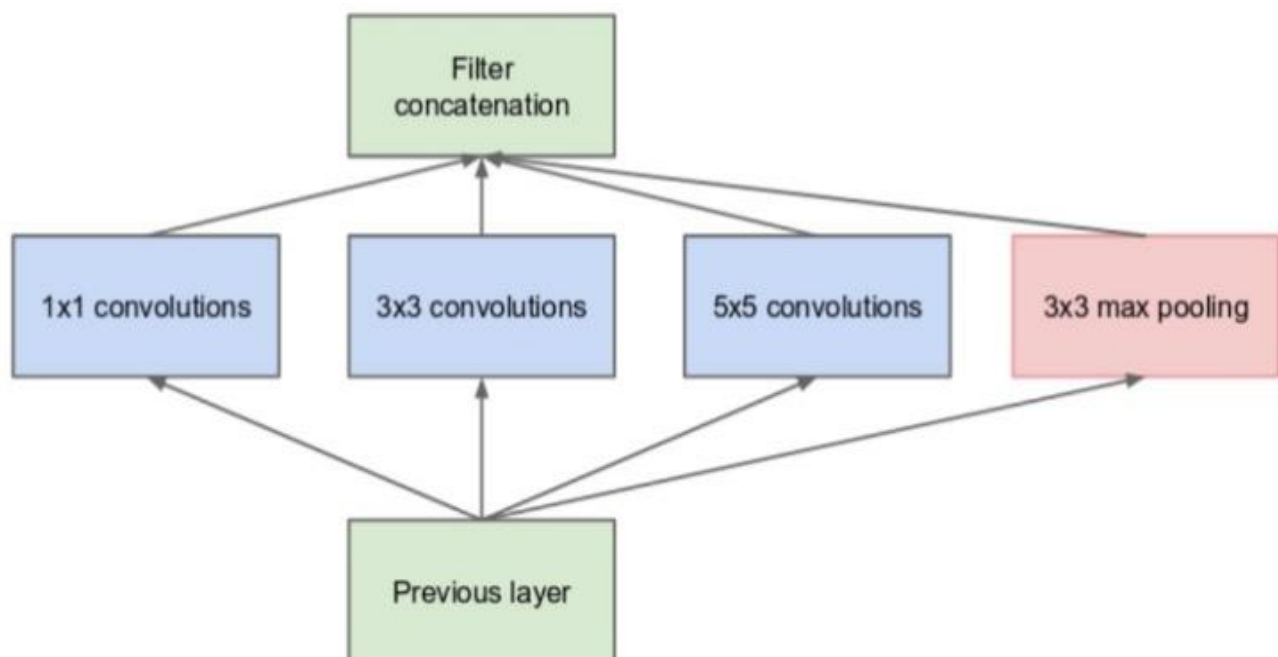 Filter
concatenation
1x1 convolutions
3x3 convolutions
5x5 convolutions
3x3 max pooling
Previous layer